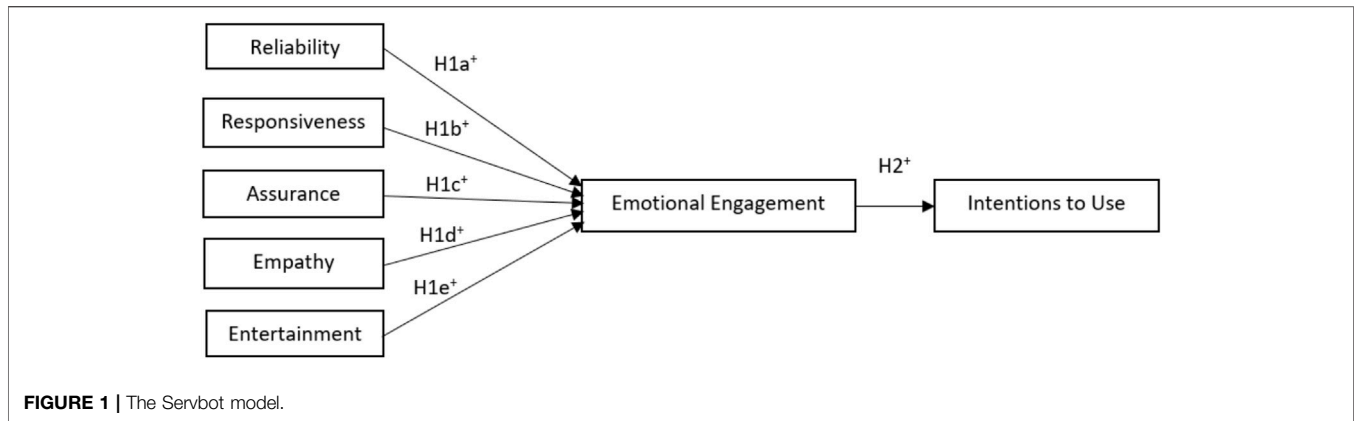 Reliability
H1a⁺
Responsiveness
H1b⁺
Assurance
H1c⁺
Empathy
H1d⁺
Entertainment
H1e⁺
Emotional Engagement
H2⁺
Intentions to Use
FIGURE 1 | The Servbot model.